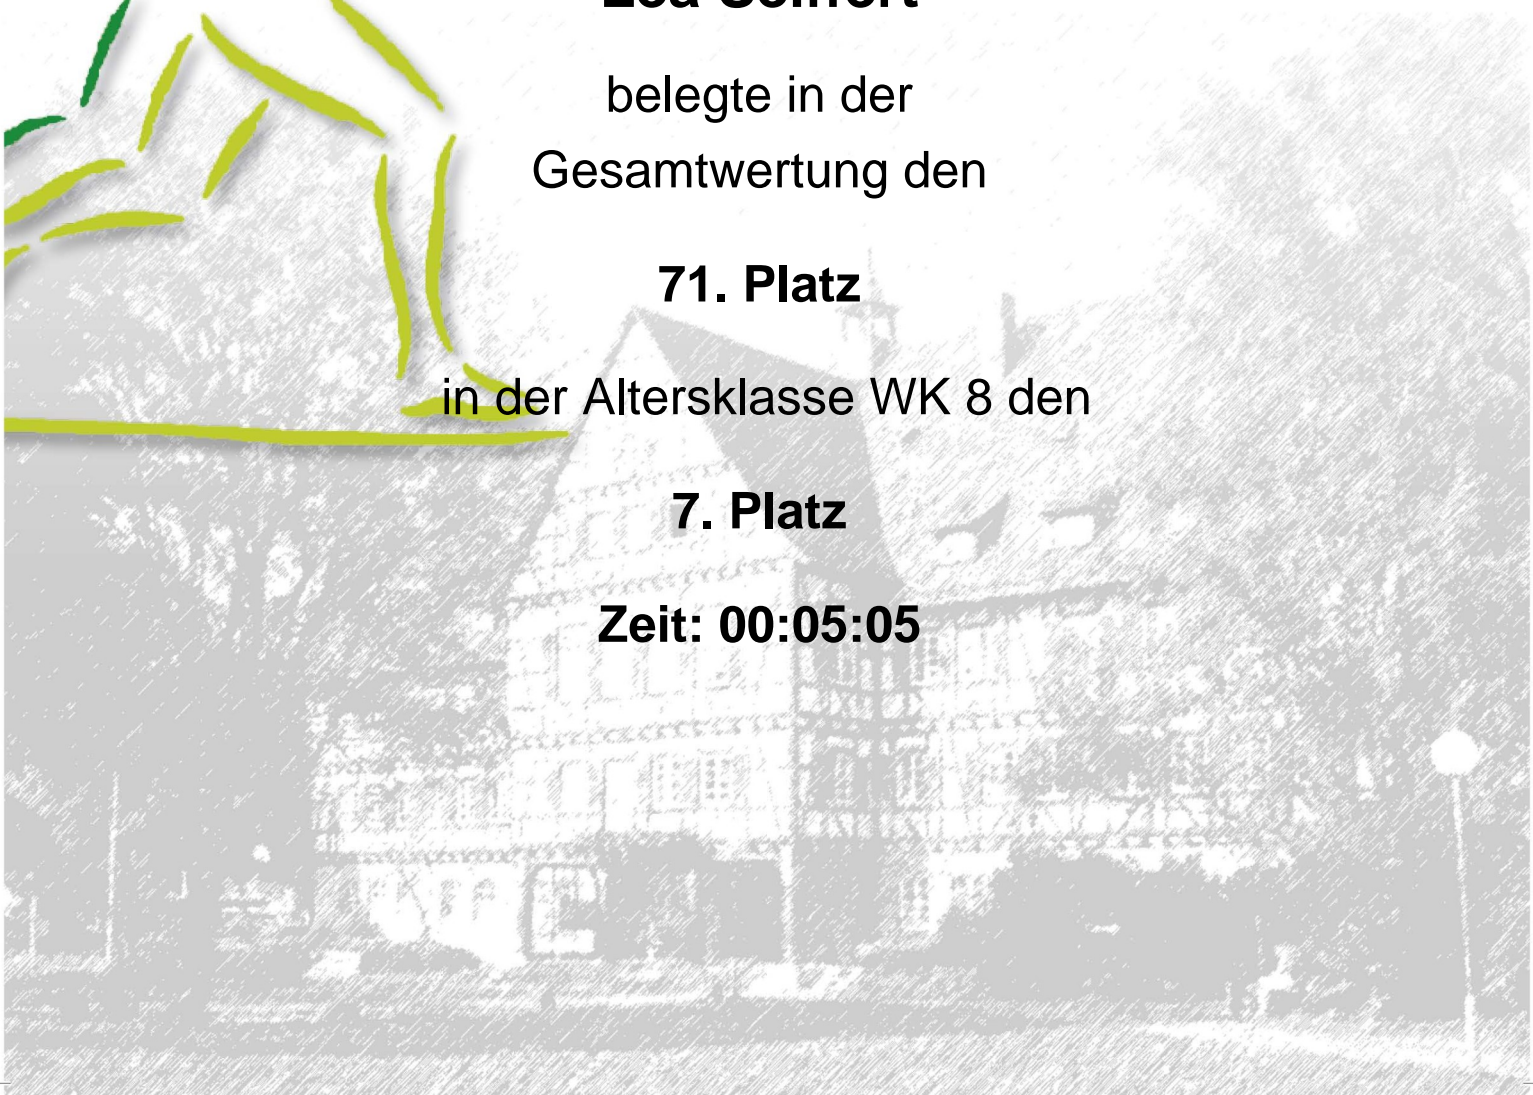 belegte in der
Gesamtwertung den
71. Platz
in der Altersklasse WK 8 den
7. Platz
Zeit: 00:05:05